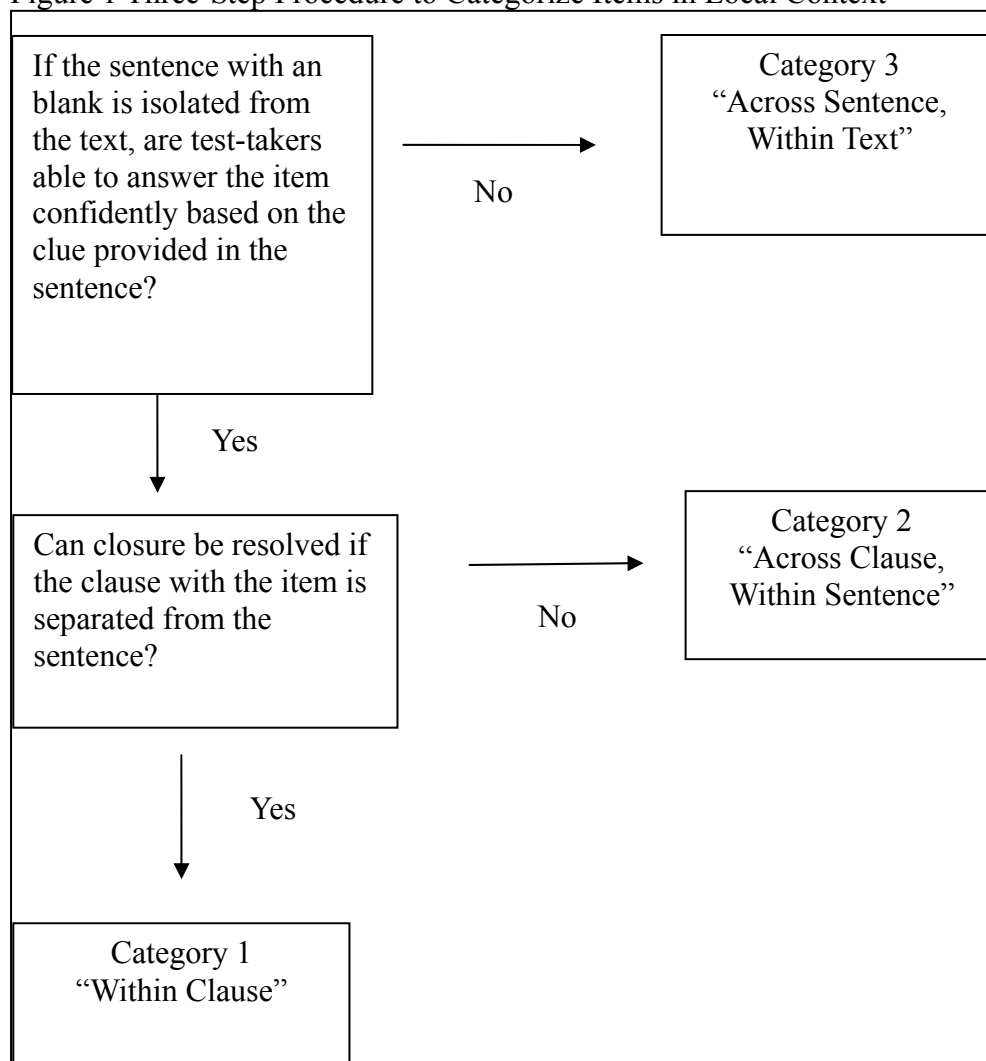 Figure 1 Three-Step Procedure to Categorize Items in Local Context
If the sentence with an
blank is isolated from
the text, are test-takers
able to answer the item
confidently based on the
clue provided in the
sentence?
No
Category 3
“Across Sentence,
Within Text”
Yes
Can closure be resolved if
the clause with the item is
separated from the
sentence?
No
Category 2
“Across Clause,
Within Sentence”
Yes
Category 1
“Within Clause”